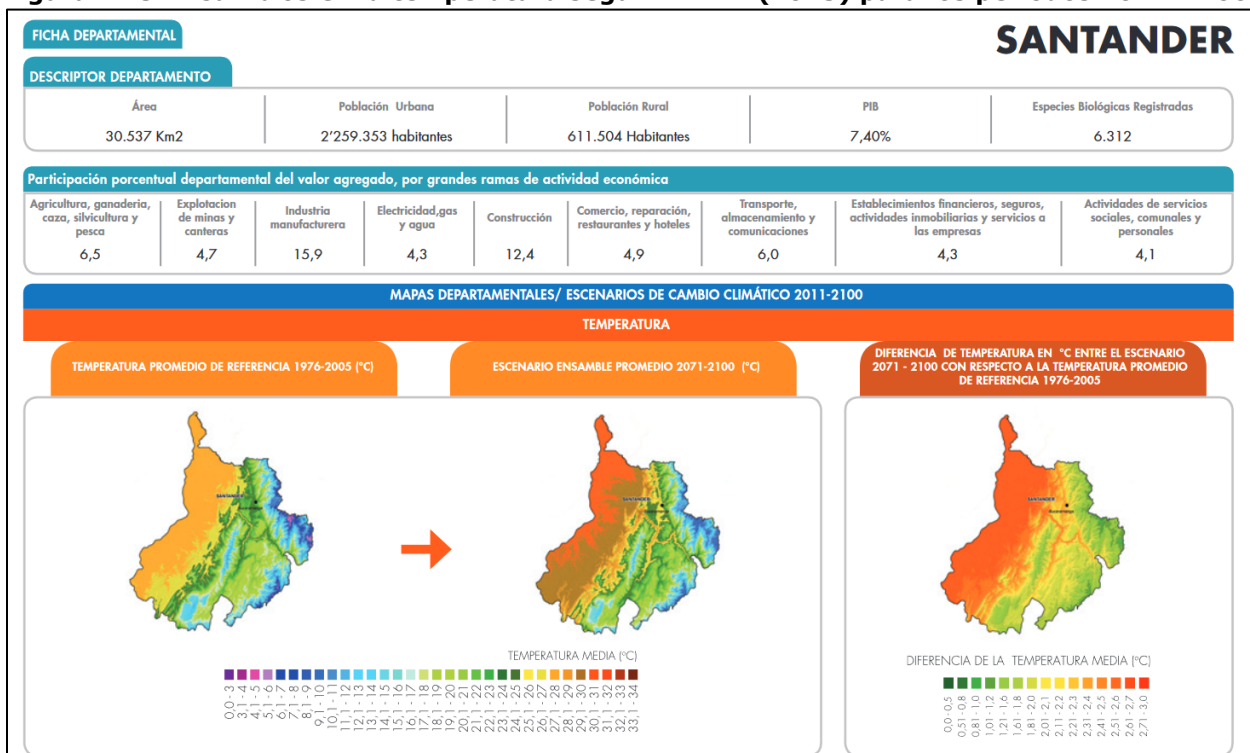 FICHA DEPARTAMENTAL
SANTANDER
DESCRIPTOR DEPARTAMENTO
Área
Población Urbana
Población Rural
PIB
Especies Biológicas Registradas
30.537 Km2
2'259.353 habitantes
611.504 Habitantes
7,40%
6.312
Participación porcentual departamental del valor agregado, por grandes ramas de actividad económica
Agricultura, ganaderia,
caza, silvicultura y
pesca
6,5
Explotacion
de minas y
canteras
4,7
Industria
manufacturera
15,9
Electricidad,gas
y agua
4,3
Construcción
12,4
Comercio, reparación,
restaurantes y hoteles
4,9
Transporte,
almacenamiento y
comunicaciones
6,0
Establecimientos financieros, seguros,
actividades inmobiliarias y servicios a
las empresas
4,3
Actividades de servicios
sociales, comunales y
personales
4,1
MAPAS DEPARTAMENTALES/ ESCENARIOS DE CAMBIO CLIMÁTICO 2011-2100
TEMPERATURA
TEMPERATURA PROMEDIO DE REFERENCIA 1976-2005 (°C)
ESCENARIO ENSAMBLE PROMEDIO 2071-2100 (°C)
DIFERENCIA DE TEMPERATURA EN °C ENTRE EL ESCENARIO
2071 - 2100 CON RESPECTO A LA TEMPERATURA PROMEDIO
DE REFERENCIA 1976-2005
SANTANDER
SANTANDER
SANTANDER
TEMPERATURA MEDIA (°C)
0,0 - 3
3,1 - 4
4,1 - 5
5,1 - 6
6,1 - 7
7,1 - 8
8,1 - 9
9,1 - 10
10,1 - 11
11,1 - 12
12,1 - 13
13,1 - 14
14,1 - 15
15,1 - 16
16,1 - 17
17,1 - 18
18,1 - 19
19,1 - 20
20,1 - 21
21,1 - 22
22,1 - 23
23,1 - 24
24,1 - 25
25,1 - 26
26,1 - 27
27,1 - 28
28,1 - 29
29,1 - 30
30,1 - 31
31,1 - 32
32,1 - 33
33,1 - 34
DIFERENCIA DE LA TEMPERATURA MEDIA (°C)
0,0 - 0,5
0,51 - 0,8
0,81 - 1,0
1,01 - 1,2
1,21 - 1,6
1,61 - 1,8
1,81 - 2,0
2,01 - 2,1
2,11 - 2,2
2,21 - 2,3
2,31 - 2,4
2,41 - 2,5
2,51 - 2,6
2,61 - 2,7
2,71 - 3,0